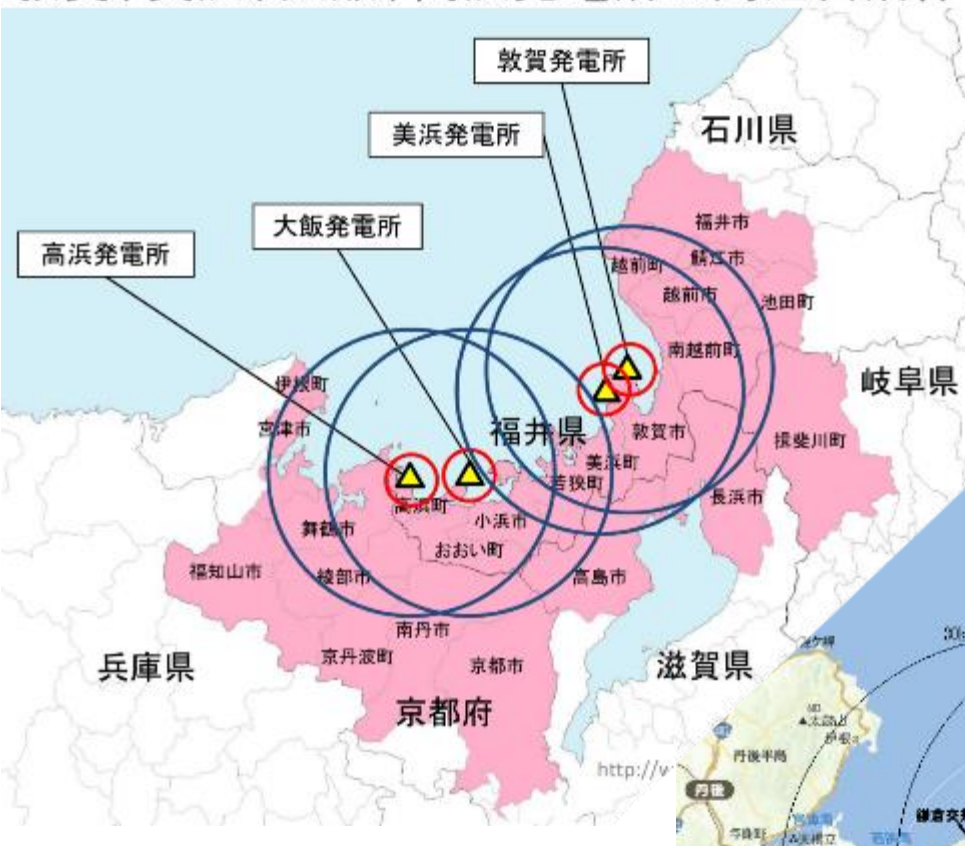 敦賀発電所
美浜発電所
石川県
大飯発電所
福井市
高浜発電所
越前町
鯖江市
越前市
池田町
南越前町
伊根町
岐阜県
宮津市
福井県
敦賀市
揖斐川町
美浜町
若狭町
長浜市
高浜町
小浜市
舞鶴市
おおい町
福知山市
綾部市
高島市
南丹市
兵庫県
京丹波町
京都市
滋賀県
京都府
丹後半島
http://v
丹後
天橋立